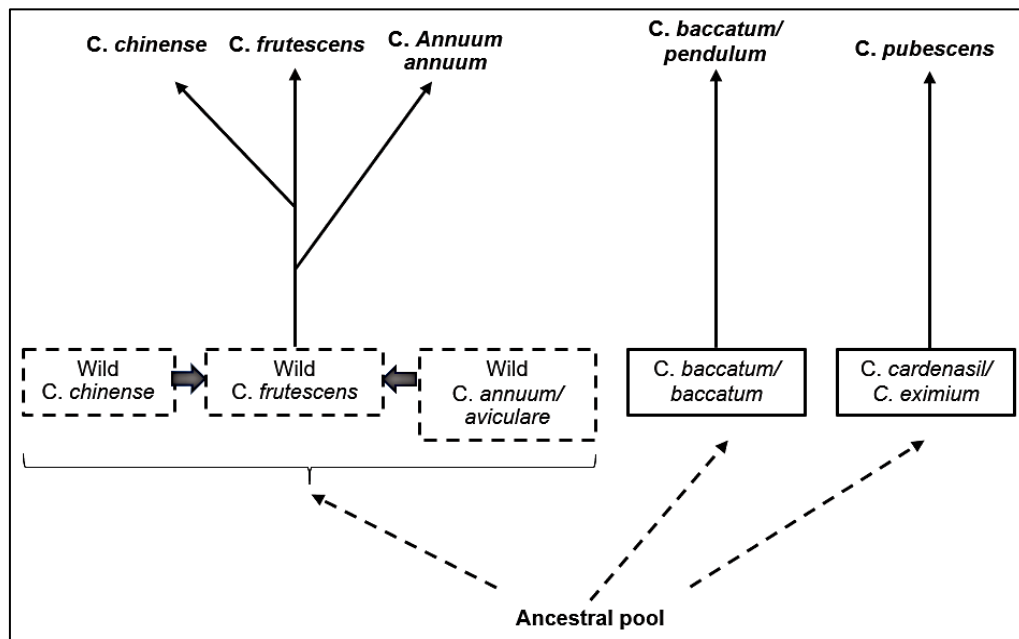 C. chinense
C. frutescens
C. Annuum
annuum
C. baccatum/
pendulum
C. pubescens
Wild
C. chinense
Wild
C. frutescens
Wild
C. annuum/
aviculare
C. baccatum/
baccatum
C. cardenasil/
C. eximium
Ancestral pool